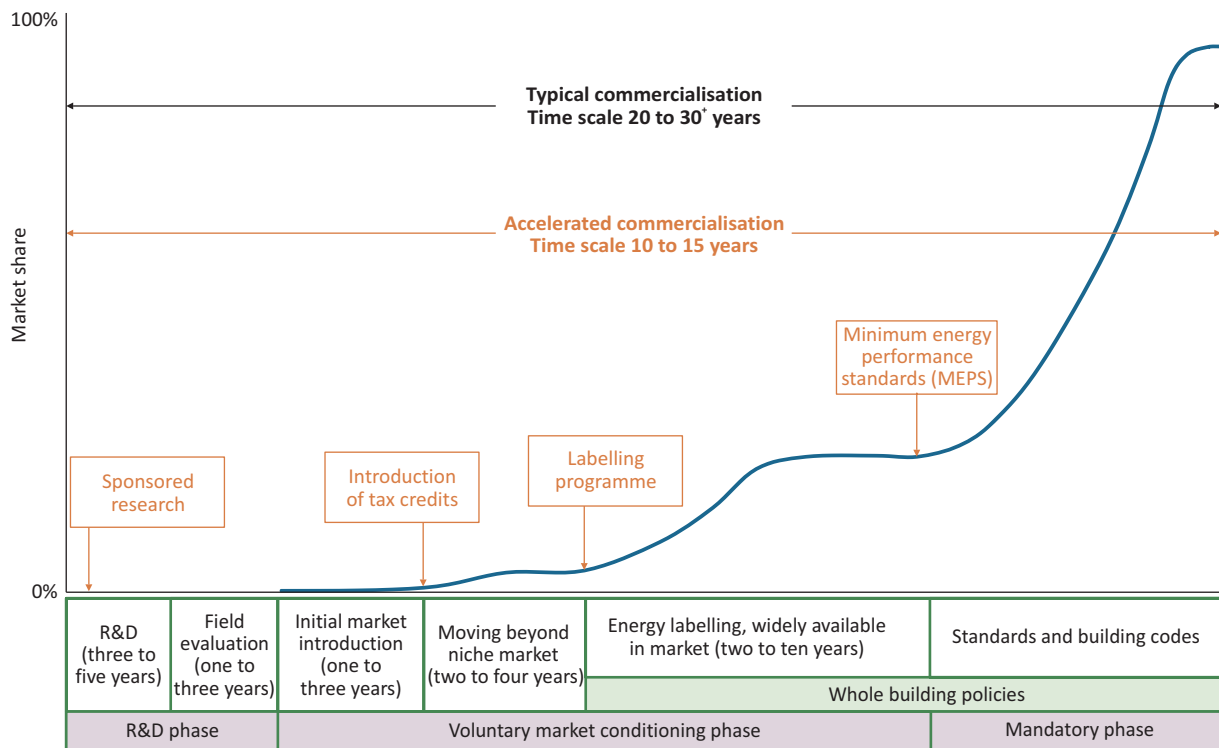 100%
Typical commercialisation
Time scale 20 to 30⁺ years
Accelerated commercialisation
Time scale 10 to 15 years
Market share
Minimum energy
performance
standards (MEPS)
Labelling
programme
Introduction
of tax credits
Sponsored
research
0%
R&D
(three to
five years)
Field
evaluation
(one to
three years)
Initial market
introduction
(one to
three years)
Moving beyond
niche market
(two to four years)
Energy labelling, widely available
in market (two to ten years)
Standards and building codes
Whole building policies
R&D phase
Voluntary market conditioning phase
Mandatory phase